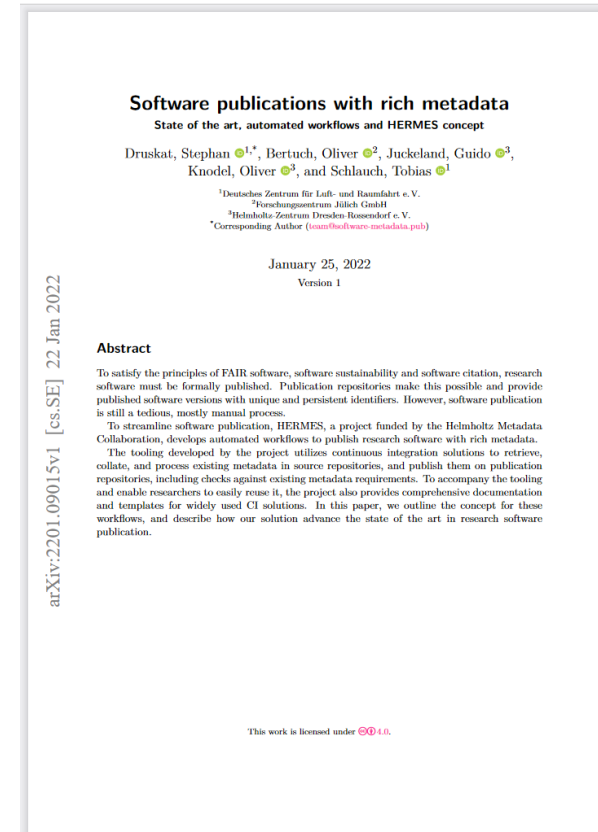 Software publications with rich metadata
State of the art, automated workflows and HERMES concept
Druskat, Stephan 1,*, Bertuch, Oliver 2, Juckeland, Guido 3,
Knodel, Oliver 3, and Schlauch, Tobias 1
1Deutsches Zentrum für Luft- und Raumfahrt e. V.
2Forschungszentrum Jülich GmbH
3Helmholtz-Zentrum Dresden-Rossendorf e. V.
*Corresponding Author (team@software-metadata.pub)
January 25, 2022
Version 1
arXiv:2201.09015v1 [cs.SE] 22 Jan 2022
Abstract
To satisfy the principles of FAIR software, software sustainability and software citation, research
software must be formally published. Publication repositories make this possible and provide
published software versions with unique and persistent identifiers. However, software publication
is still a tedious, mostly manual process.
To streamline software publication, HERMES, a project funded by the Helmholtz Metadata
Collaboration, develops automated workflows to publish research software with rich metadata.
The tooling developed by the project utilizes continuous integration solutions to retrieve,
collate, and process existing metadata in source repositories, and publish them on publication
repositories, including checks against existing metadata requirements. To accompany the tooling
and enable researchers to easily reuse it, the project also provides comprehensive documentation
and templates for widely used CI solutions. In this paper, we outline the concept for these
workflows, and describe how our solution advance the state of the art in research software
publication.
This work is licensed under 4.0.